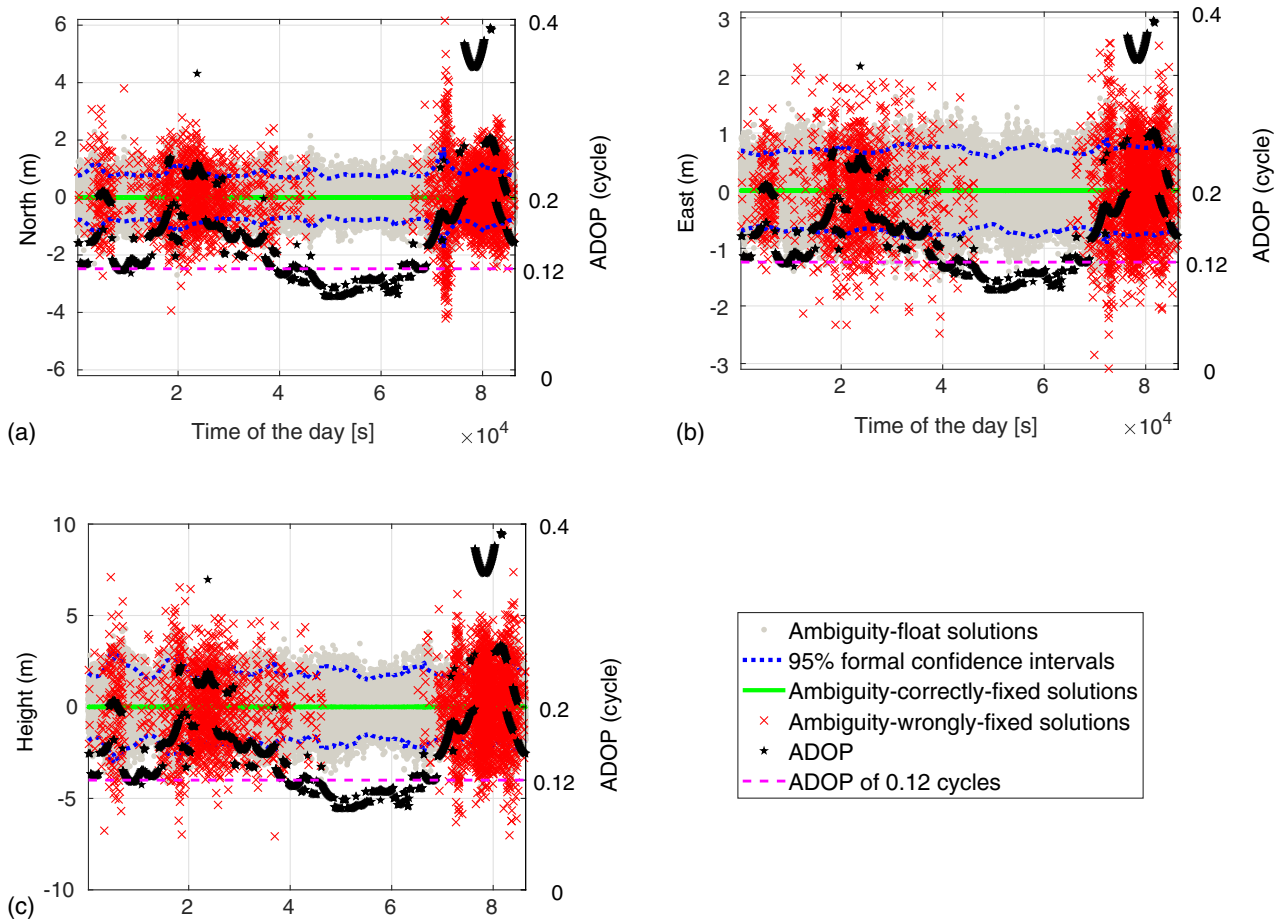 6
4
2
0
-2
-4
-6
North (m)
0.4
0.2
0.12
0
ADOP (cycle)
2 4 6 8
Time of the day [s]
×10⁴
(a)
3
2
1
0
-1
-2
-3
East (m)
0.4
0.2
0.12
0
ADOP (cycle)
2 4 6 8
Time of the day [s]
×10⁴
(b)
10
5
0
-5
-10
Height (m)
0.4
0.2
0.12
0
ADOP (cycle)
2 4 6 8
(c)
Ambiguity-float solutions
95% formal confidence intervals
Ambiguity-correctly-fixed solutions
Ambiguity-wrongly-fixed solutions
ADOP
ADOP of 0.12 cycles